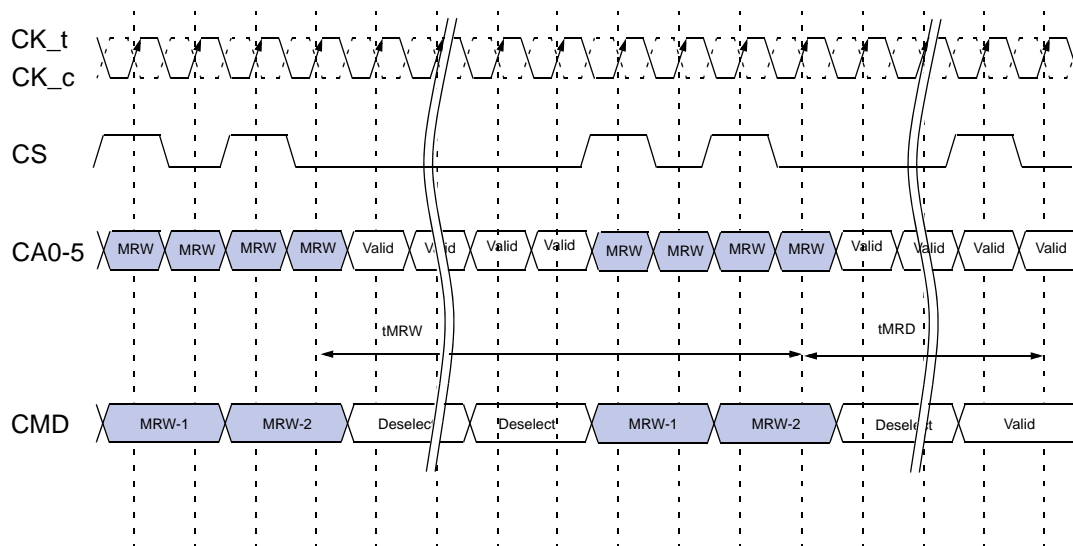 CK_t
CK_c
CS
CA0-5 MRW MRW MRW MRW Valid Valid Valid Valid MRW MRW MRW MRW Valid Valid Valid Valid
tMRW tMRD
CMD MRW-1 MRW-2 Deselect Deselect MRW-1 MRW-2 Deselect Valid